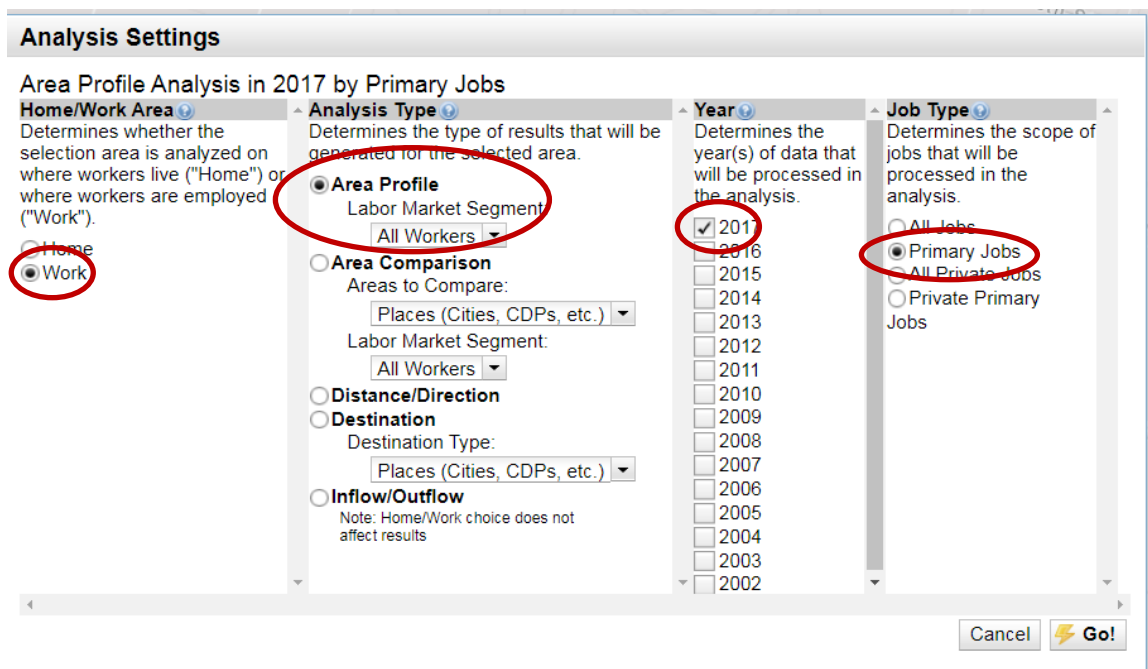 Analysis Settings
Area Profile Analysis in 2017 by Primary Jobs
Home/Work Area
Determines whether the
selection area is analyzed on
where workers live ("Home") or
where workers are employed
("Work").
Home
Work
Analysis Type
Determines the type of results that will be
generated for the selected area.
Area Profile
Labor Market Segment:
All Workers
Area Comparison
Areas to Compare:
Places (Cities, CDPs, etc.)
Labor Market Segment:
All Workers
Distance/Direction
Destination
Destination Type:
Places (Cities, CDPs, etc.)
Inflow/Outflow
Note: Home/Work choice does not
affect results
Year
Determines the
year(s) of data that
will be processed in
the analysis.
2017
2016
2015
2014
2013
2012
2011
2010
2009
2008
2007
2006
2005
2004
2003
2002
Job Type
Determines the scope of
jobs that will be
processed in the
analysis.
All Jobs
Primary Jobs
All Private Jobs
Private Primary
Jobs
Cancel
Go!